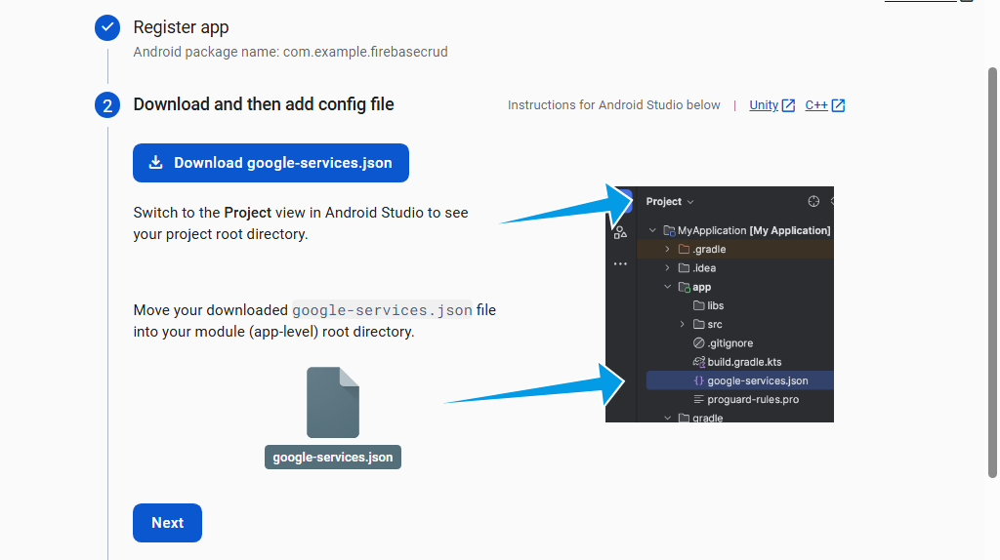 Register app
Android package name: com.example.firebasecrud
2
Download and then add config file
Instructions for Android Studio below | Unity C++
Download google-services.json
Switch to the Project view in Android Studio to see
your project root directory.
Move your downloaded google-services.json file
into your module (app-level) root directory.
google-services.json
Project
MyApplication [My Application]
.gradle
.idea
app
libs
src
.gitignore
build.gradle.kts
{} google-services.json
proguard-rules.pro
gradle
Next